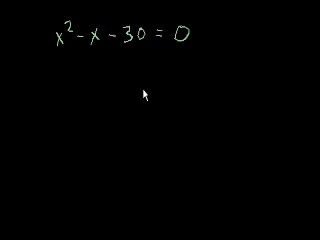 x² - x - 30 = 0